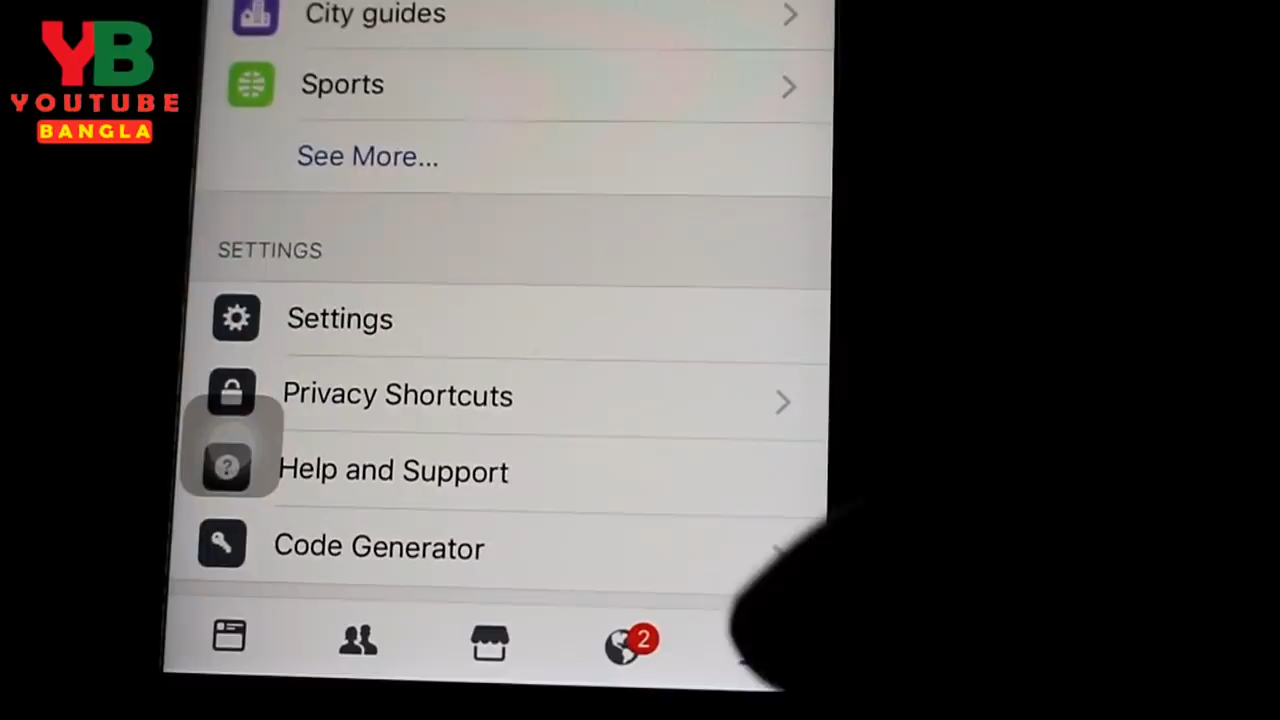 YB
YOUTUBE
BANGLA
City guides
Sports
See More...
SETTINGS
Settings
Privacy Shortcuts
Help and Support
Code Generator
2